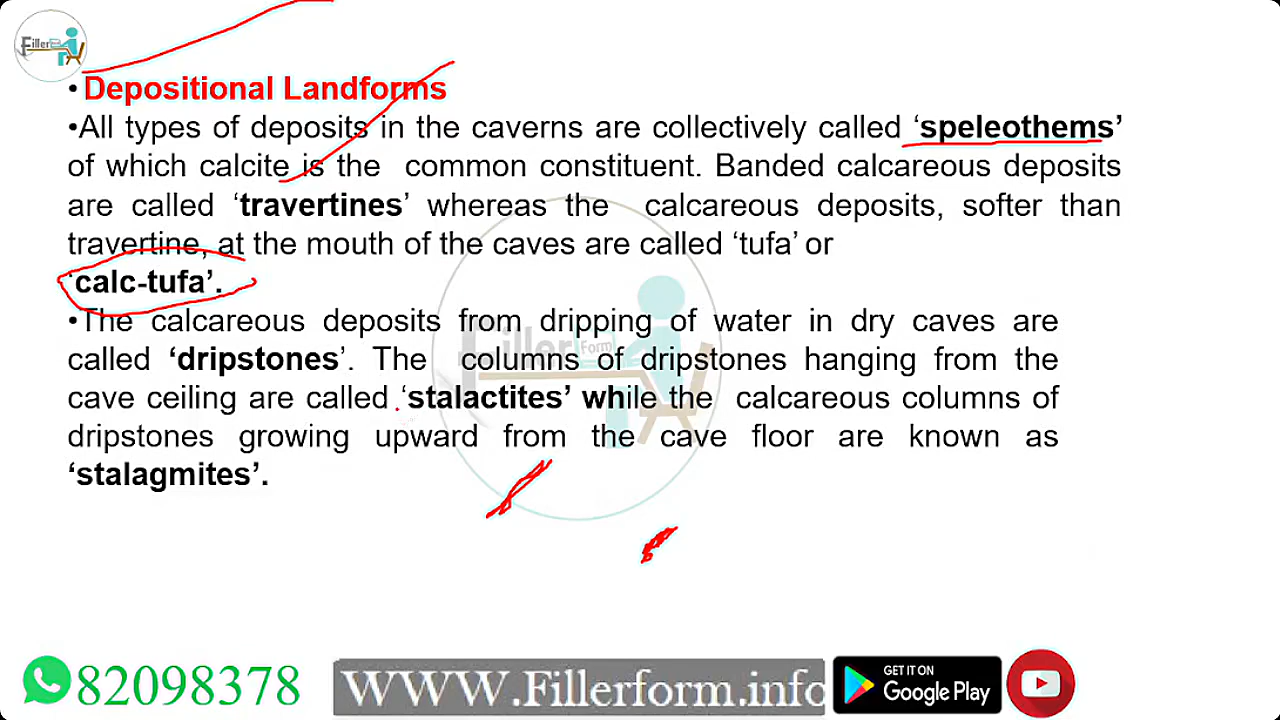 Filler
•Depositional Landforms
•All types of deposits in the caverns are collectively called ‘speleothems’
of which calcite is the common constituent. Banded calcareous deposits
are called ‘travertines’ whereas the calcareous deposits, softer than
travertine, at the mouth of the caves are called ‘tufa’ or
‘calc-tufa’.
•The calcareous deposits from dripping of water in dry caves are
called ‘dripstones’. The columns of dripstones hanging from the
cave ceiling are called ‘stalactites’ while the calcareous columns of
dripstones growing upward from the cave floor are known as
‘stalagmites’.
Filler Form
82098378
WWW.Fillerform.info
GET IT ON
Google Play